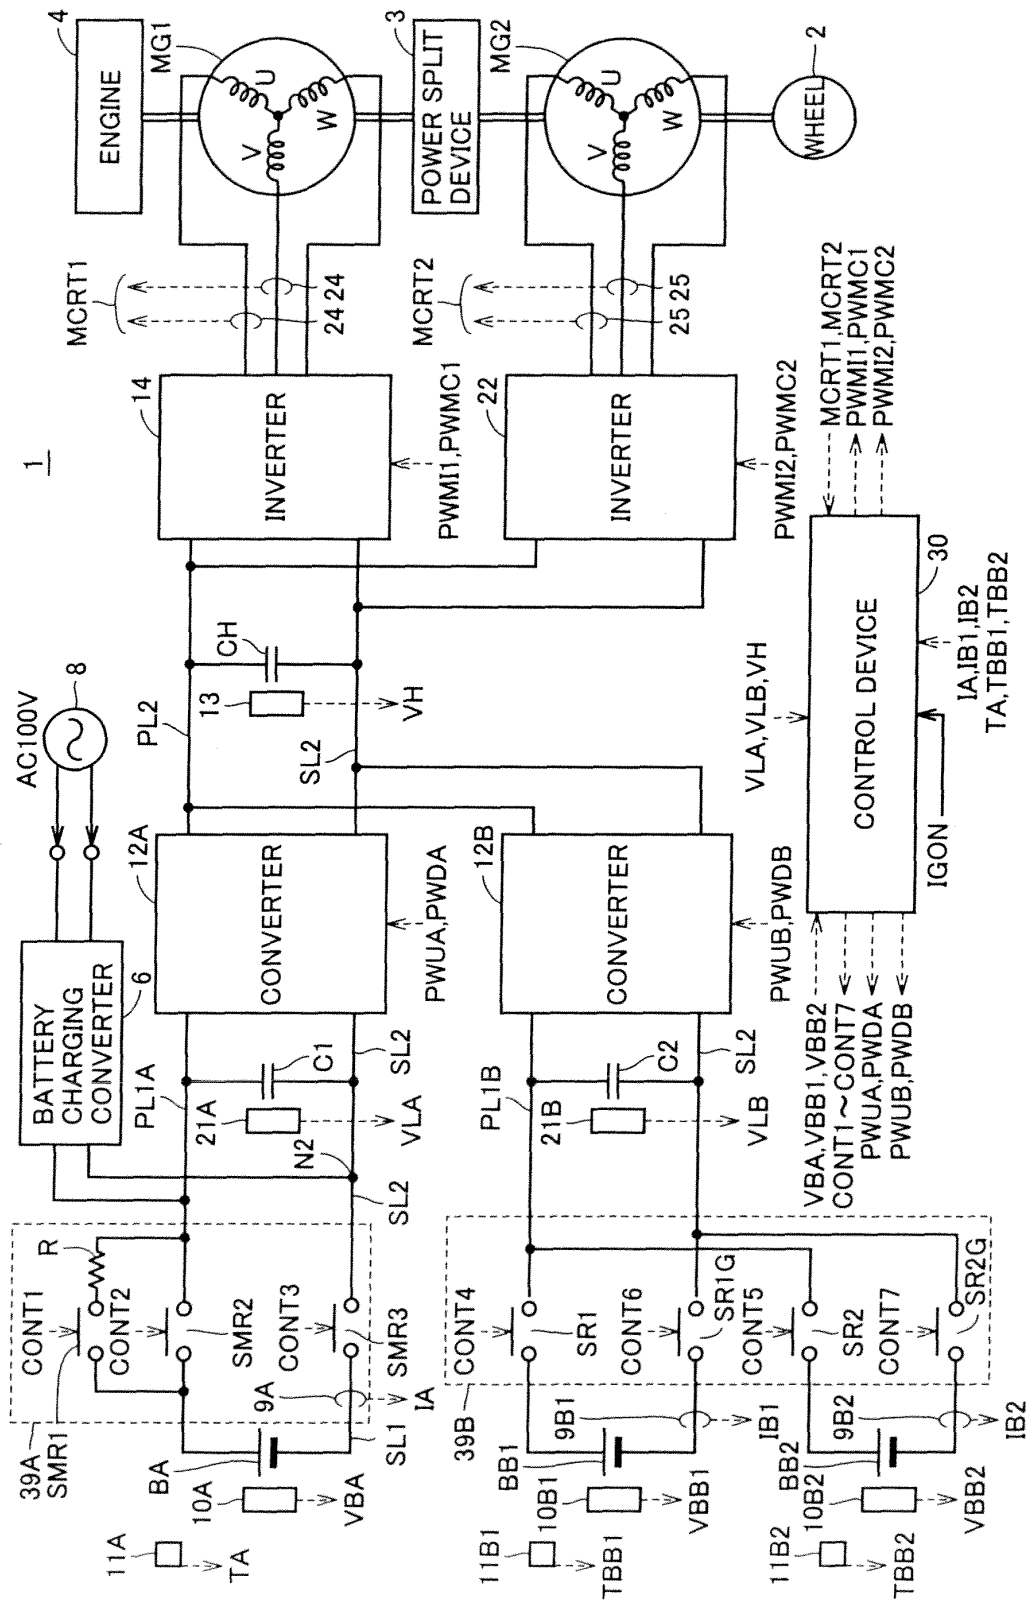 1
ENGINE
4
MG1
U
V
W
3
POWER SPLIT
DEVICE
MG2
U
V
W
2
WHEEL
MCRT1
24 24
MCRT2
25 25
14
INVERTER
PWMI1,PWMC1
22
INVERTER
PWMI2,PWMC2
AC100V
8
PL2
13
CH
VH
SL2
BATTERY
CHARGING
CONVERTER
6
12A
CONVERTER
PWUA,PWDA
12B
CONVERTER
PWUB,PWDB
PL1A
21A
C1
VLA
SL2
N2
SL2
PL1B
21B
C2
VLB
SL2
39A
SMR1
CONT1
R
CONT2
SMR2
CONT3
SMR3
9A
IA
SL1
BA
10A
VBA
11A
TA
39B
CONT4
SR1
CONT6
SR1G
CONT5
SR2
CONT7
SR2G
BB1
9B1
IB1
10B1
VBB1
11B1
TBB1
BB2
9B2
IB2
10B2
VBB2
11B2
TBB2
CONTROL DEVICE
30
VLA,VLB,VH
MCRT1,MCRT2
PWMI1,PWMC1
PWMI2,PWMC2
VBA,VBB1,VBB2
CONT1~CONT7
PWUA,PWDA
PWUB,PWDB
IGON
IA,IB1,IB2
TA,TBB1,TBB2